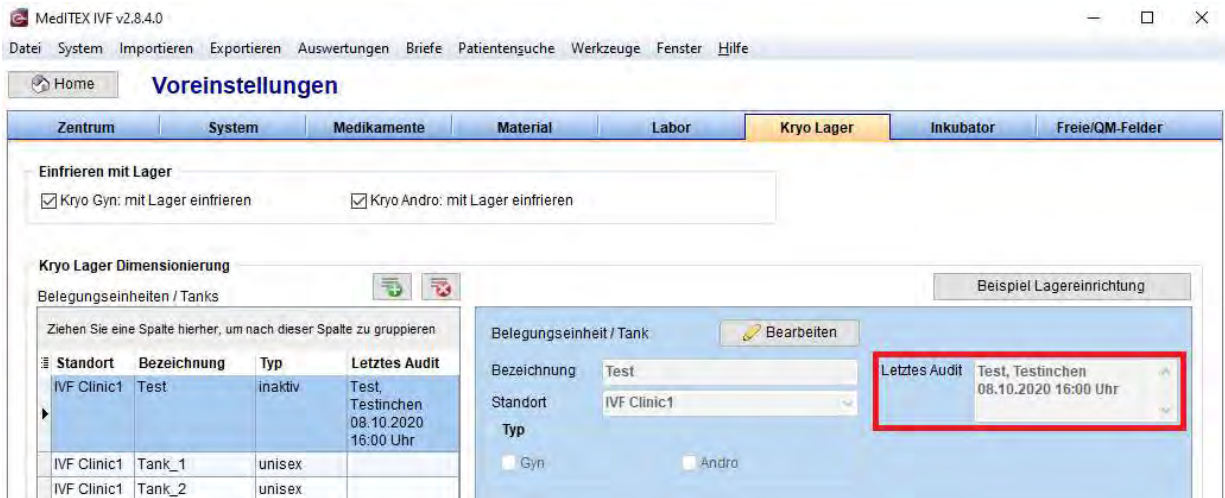 MedITEX IVF v2.8.4.0
Datei System Importieren Exportieren Auswertungen Briefe Patientensuche Werkzeuge Fenster Hilfe
Home Voreinstellungen
Zentrum System Medikamente Material Labor Kryo Lager Inkubator Freie/QM-Felder
Einfrieren mit Lager
Kryo Gyn: mit Lager einfrieren Kryo Andro: mit Lager einfrieren
Kryo Lager Dimensionierung
Belegungseinheiten / Tanks
Beispiel Lagereinrichtung
Ziehen Sie eine Spalte hierher, um nach dieser Spalte zu gruppieren
Standort Bezeichnung Typ Letztes Audit
IVF Clinic1 Test inaktiv Test,
Testinchen
08.10.2020
16:00 Uhr
IVF Clinic1 Tank_1 unisex
IVF Clinic1 Tank_2 unisex
Belegungseinheit / Tank Bearbeiten
Bezeichnung Test
Standort IVF Clinic1
Typ
Gyn Andro
Letztes Audit Test, Testinchen
08.10.2020 16:00 Uhr